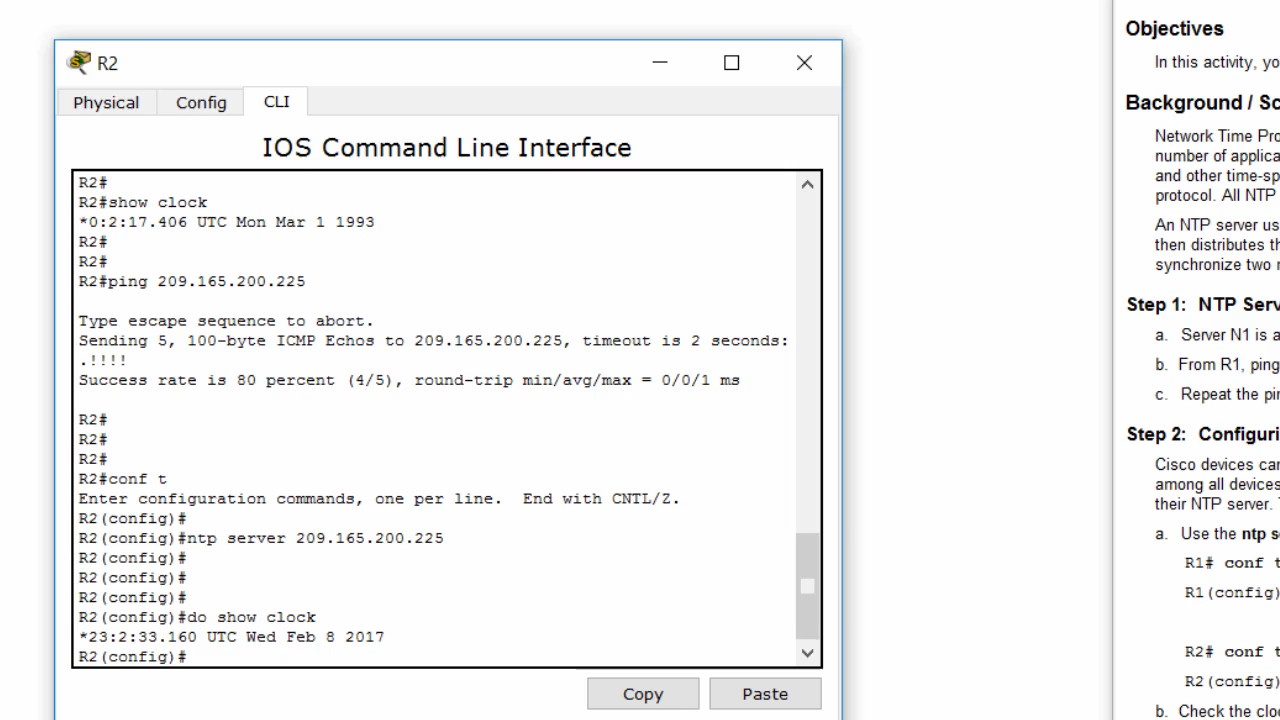 R2
Physical
Config
CLI
IOS Command Line Interface
R2#
R2#show clock
*0:2:17.406 UTC Mon Mar 1 1993
R2#
R2#
R2#ping 209.165.200.225
Type escape sequence to abort.
Sending 5, 100-byte ICMP Echos to 209.165.200.225, timeout is 2 seconds:
.!!!!
Success rate is 80 percent (4/5), round-trip min/avg/max = 0/0/1 ms
R2#
R2#
R2#
R2#conf t
Enter configuration commands, one per line.  End with CNTL/Z.
R2(config)#
R2(config)#ntp server 209.165.200.225
R2(config)#
R2(config)#
R2(config)#
R2(config)#do show clock
*23:2:33.160 UTC Wed Feb 8 2017
R2(config)#
Copy
Paste
Objectives
In this activity, yo
Background / Sc
Network Time Pro
number of applica
and other time-sp
protocol. All NTP
An NTP server us
then distributes th
synchronize two
Step 1: NTP Serv
a. Server N1 is a
b. From R1, ping
c. Repeat the pin
Step 2: Configuri
Cisco devices can
among all devices
their NTP server.
a. Use the ntp se
R1# conf t
R1(config)
R2# conf t
R2(config)
b. Check the cloc